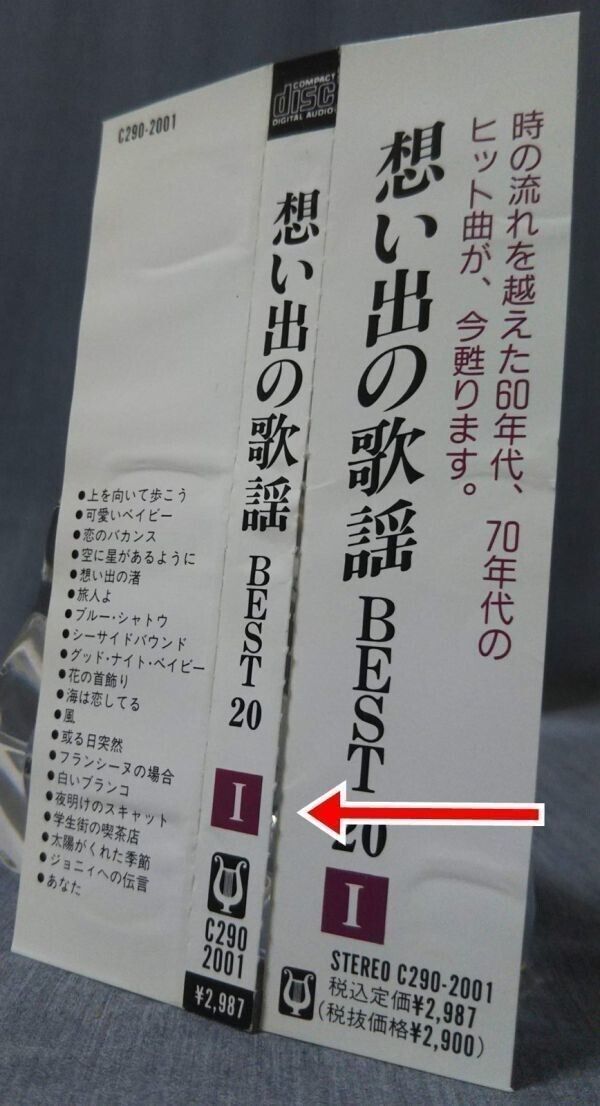 C290-2001
●上を向いて歩こう
●可愛いベイビー
●恋のバカンス
●空に星があるように
●想い出の渚
●旅人よ
●ブルー・シャトウ
●シーサイドバウンド
●グッド・ナイト・ベイビー
●花の首飾り
●海は恋してる
●風
●或る日突然
●フランシーヌの場合
●白いブランコ
●夜明けのスキャット
●学生街の喫茶店
●太陽がくれた季節
●ジョニィへの伝言
●あなた
COMPACT
disc
DIGITAL AUDIO
想い出の歌謡 BEST 20
I
C290
2001
¥2,987
時の流れを越えた60年代、70年代の
ヒット曲が、今甦ります。
想い出の歌謡 BEST 20
I
STEREO C290-2001
税込定価¥2,987
(税抜価格¥2,900)